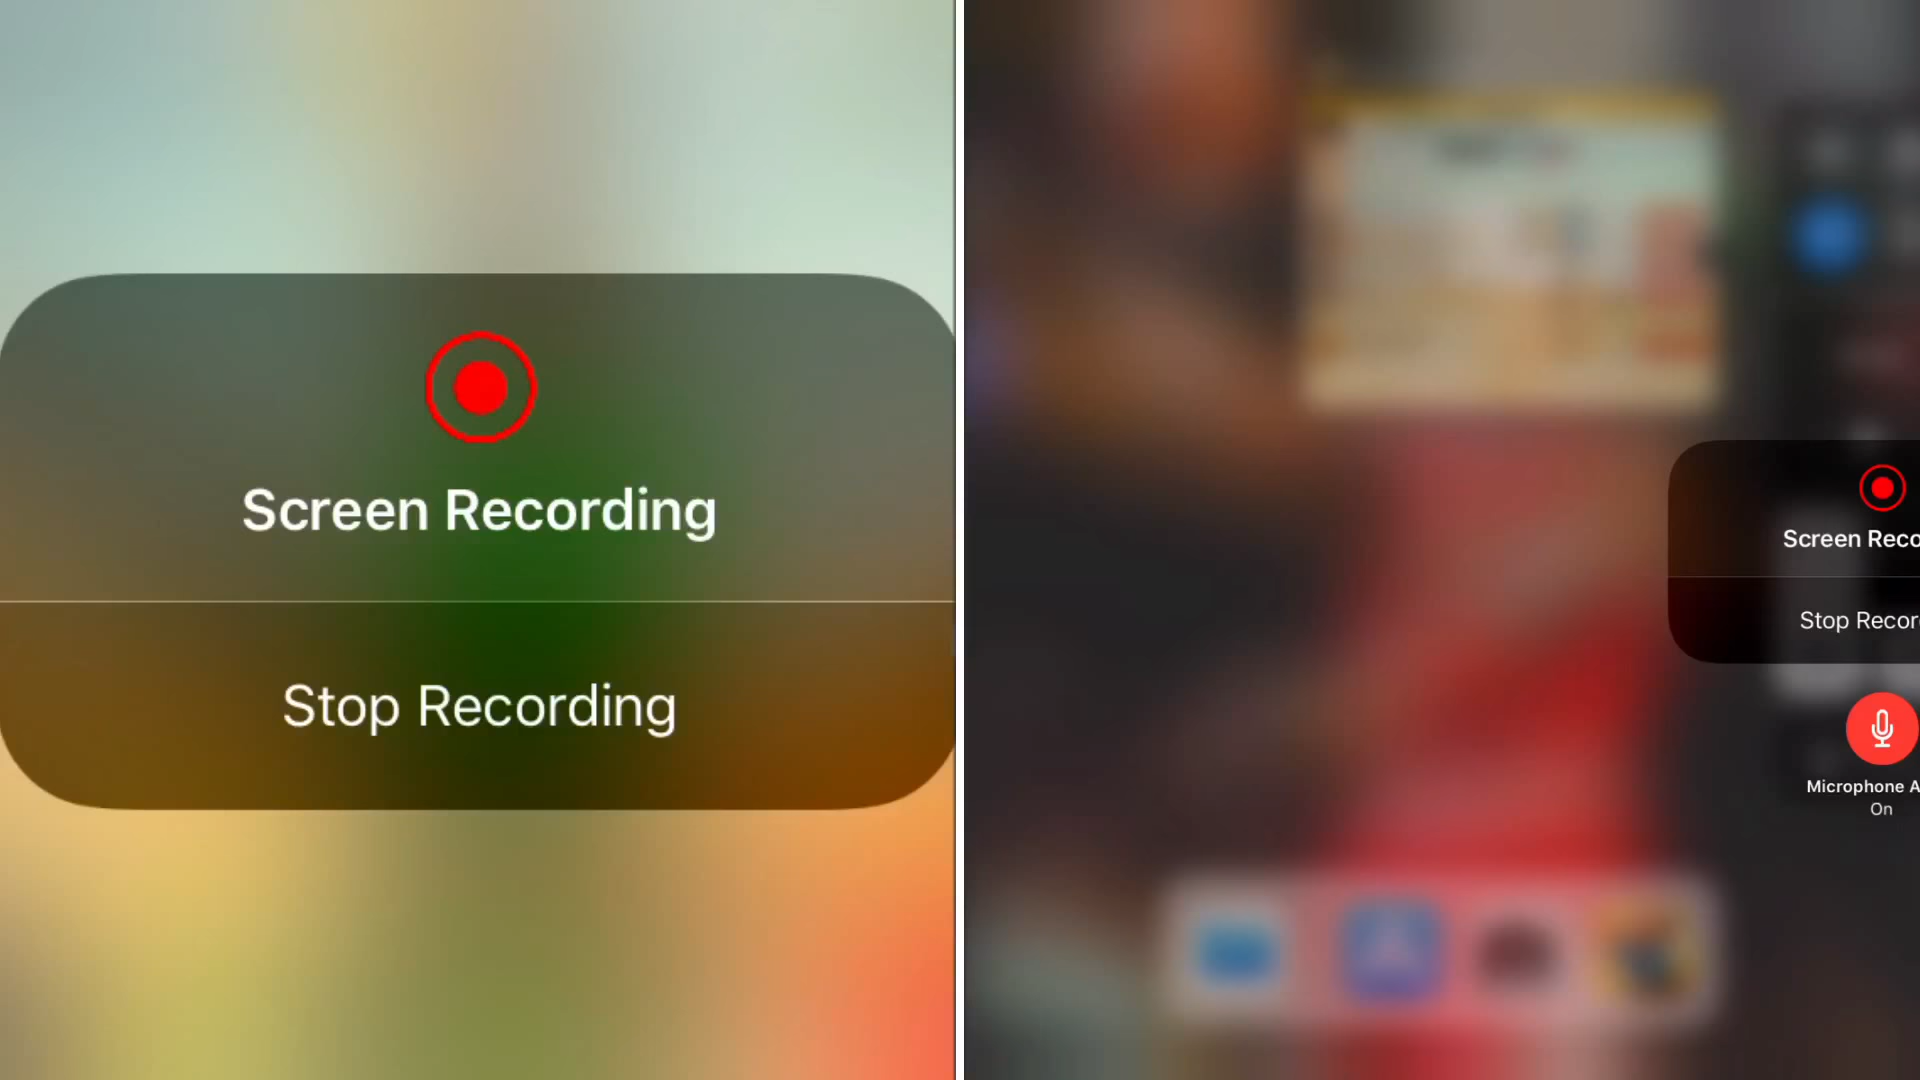 Screen Recording
Stop Recording
Screen Reco
Stop Recor
Microphone A
On